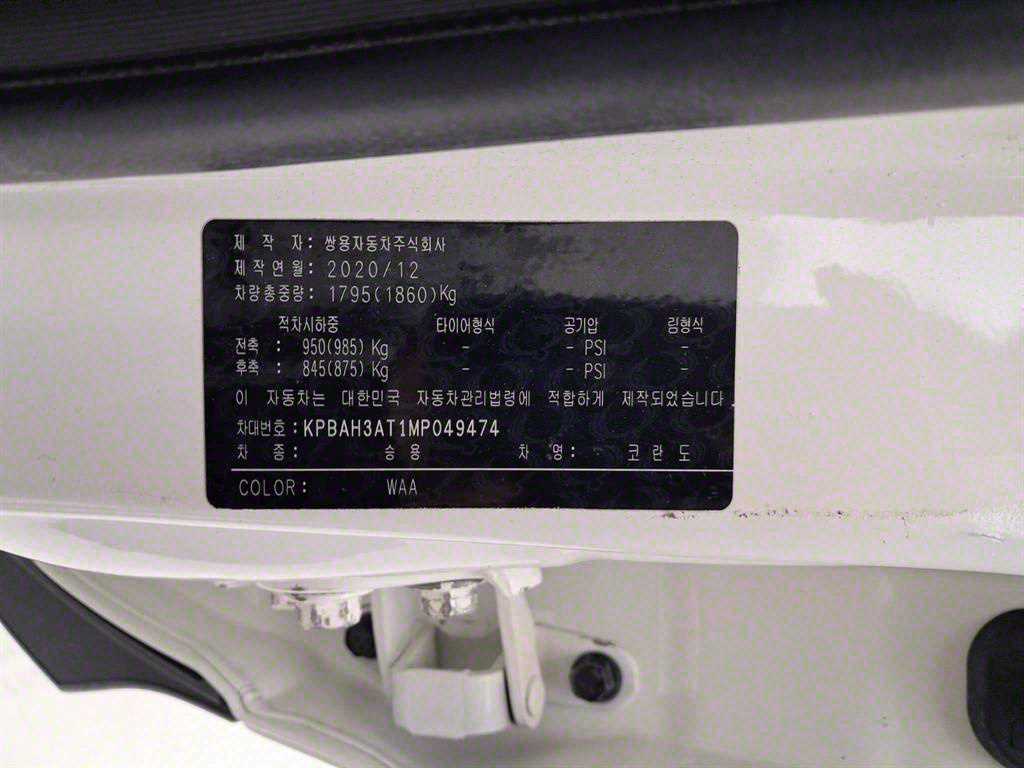 제 작 자: 쌍용자동차주식회사
제작연월: 2020/12
차량총중량: 1795(1860)Kg
적차시하중 타이어형식 공기압 림형식
전축 : 950(985)Kg - - PSI -
후축 : 845(875)Kg - - PSI -
이 자동차는 대한민국 자동차관리법령에 적합하게 제작되었습니다.
차대번호: KPBAH3AT1MP049474
차 종: 승 용 차 명: 코 란 도
COLOR: WAA